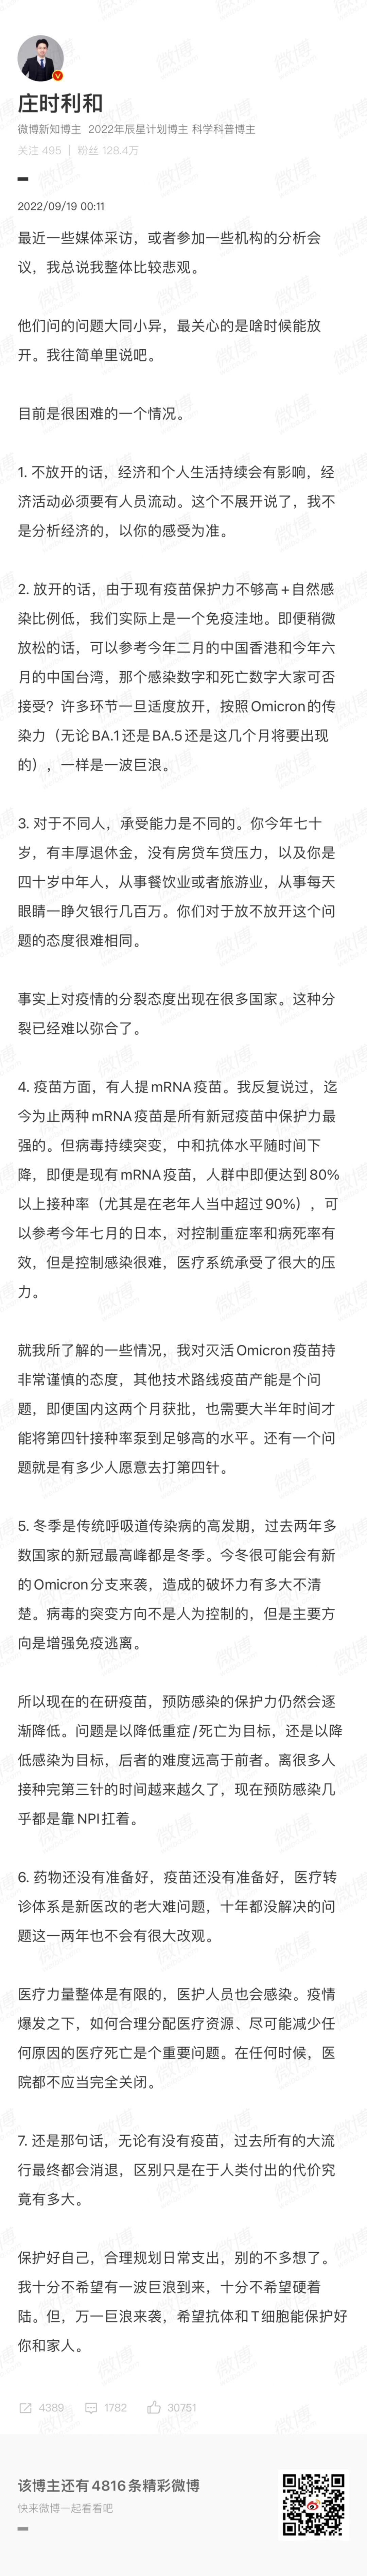 庄时利和
微博新知博主 2022年辰星计划博主 科学科普博主
关注 495 | 粉丝 128.4万
2022/09/19 00:11
最近一些媒体采访，或者参加一些机构的分析会
议，我总说我整体比较悲观。
他们问的问题大同小异，最关心的是啥时候能放
开。我往简单里说吧。
目前是很困难的一个情况。
1. 不放开的话，经济和个人生活持续会有影响，经
济活动必须要有人员流动。这个不展开说了，我不
是分析经济的，以你的感受为准。
2. 放开的话，由于现有疫苗保护力不够高+自然感
染比例低，我们实际上是一个免疫洼地。即便稍微
放松的话，可以参考今年二月的中国香港和今年六
月的中国台湾，那个感染数字和死亡数字大家可否
接受？许多环节一旦适度放开，按照Omicron的传
染力（无论BA.1还是BA.5还是这几个月将要出现
的），一样是一波巨浪。
3. 对于不同人，承受能力是不同的。你今年七十
岁，有丰厚退休金，没有房贷车贷压力，以及你是
四十岁中年人，从事餐饮业或者旅游业，从事每天
眼睛一睁欠银行几百万。你们对于放不放开这个问
题的态度很难相同。
事实上对疫情的分裂态度出现在很多国家。这种分
裂已经难以弥合了。
4. 疫苗方面，有人提mRNA疫苗。我反复说过，迄
今为止两种mRNA疫苗是所有新冠疫苗中保护力最
强的。但病毒持续突变，中和抗体水平随时间下
降，即便是现有mRNA疫苗，人群中即便达到80%
以上接种率（尤其是在老年人当中超过90%），可
以参考今年七月的日本，对控制重症率和病死率有
效，但是控制感染很难，医疗系统承受了很大的压
力。
就我所了解的一些情况，我对灭活Omicron疫苗持
非常谨慎的态度，其他技术路线疫苗产能是个问
题，即便国内这两个月获批，也需要大半年时间才
能将第四针接种率泵到足够高的水平。还有一个问
题就是有多少人愿意去打第四针。
5. 冬季是传统呼吸道传染病的高发期，过去两年多
数国家的新冠最高峰都是冬季。今冬很可能会有新
的Omicron分支来袭，造成的破坏力有多大不清
楚。病毒的突变方向不是人为控制的，但是主要方
向是增强免疫逃离。
所以现在的在研疫苗，预防感染的保护力仍然会逐
渐降低。问题是以降低重症/死亡为目标，还是以降
低感染为目标，后者的难度远高于前者。离很多人
接种完第三针的时间越来越久了，现在预防感染几
乎都是靠NPI扛着。
6. 药物还没有准备好，疫苗还没有准备好，医疗转
诊体系是新医改的老大难问题，十年都没解决的问
题这一两年也不会有很大改观。
医疗力量整体是有限的，医护人员也会感染。疫情
爆发之下，如何合理分配医疗资源、尽可能减少任
何原因的医疗死亡是个重要问题。在任何时候，医
院都不应当完全关闭。
7. 还是那句话，无论有没有疫苗，过去所有的大流
行最终都会消退，区别只是在于人类付出的代价究
竟有多大。
保护好自己，合理规划日常支出，别的不多想了。
我十分不希望有一波巨浪到来，十分不希望硬着
陆。但，万一巨浪来袭，希望抗体和T细胞能保护好
你和家人。
4389 1782 30751
该博主还有4816条精彩微博
快来微博一起看看吧